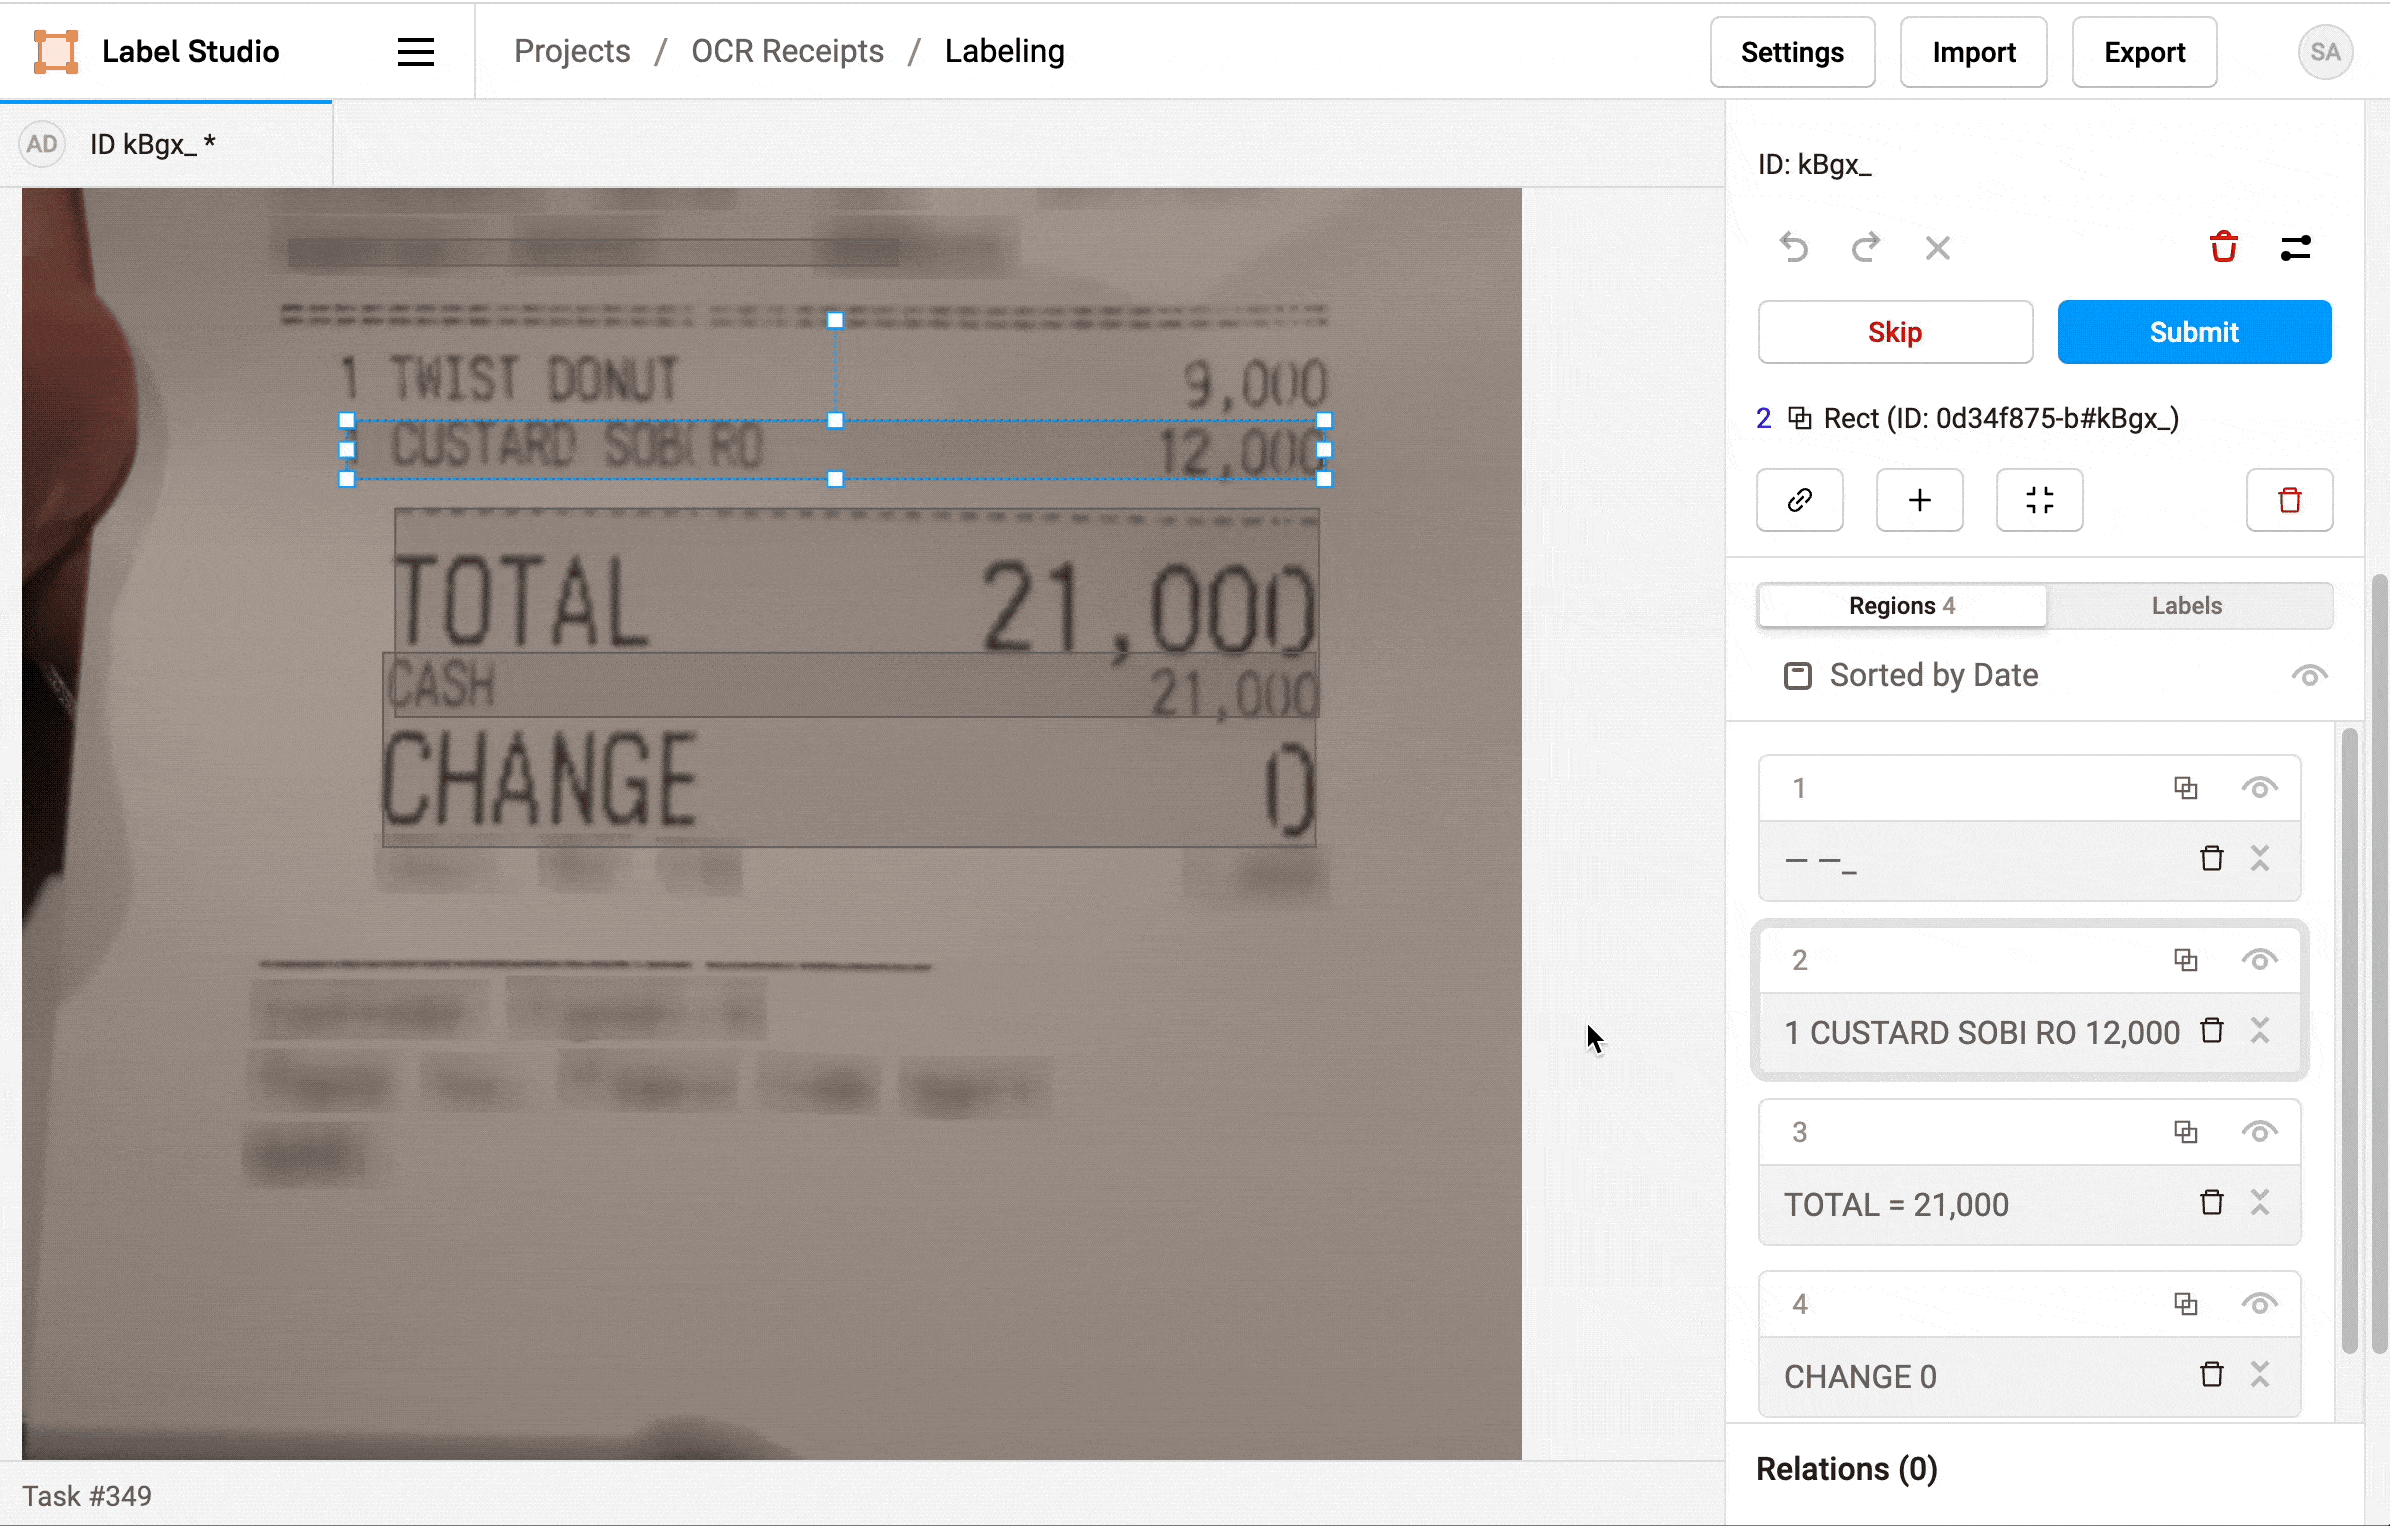 Label Studio
Projects / OCR Receipts / Labeling
Settings
Import
Export
SA
AD
ID kBgx_ *
1 TWIST DONUT 9,000
1 CUSTARD SOBI RO 12,000
TOTAL 21,000
CASH 21,000
CHANGE 0
Task #349
ID: kBgx_
Skip
Submit
2 Rect (ID: 0d34f875-b#kBgx_)
Regions 4
Labels
Sorted by Date
1
— —_
2
1 CUSTARD SOBI RO 12,000
3
TOTAL = 21,000
4
CHANGE 0
Relations (0)